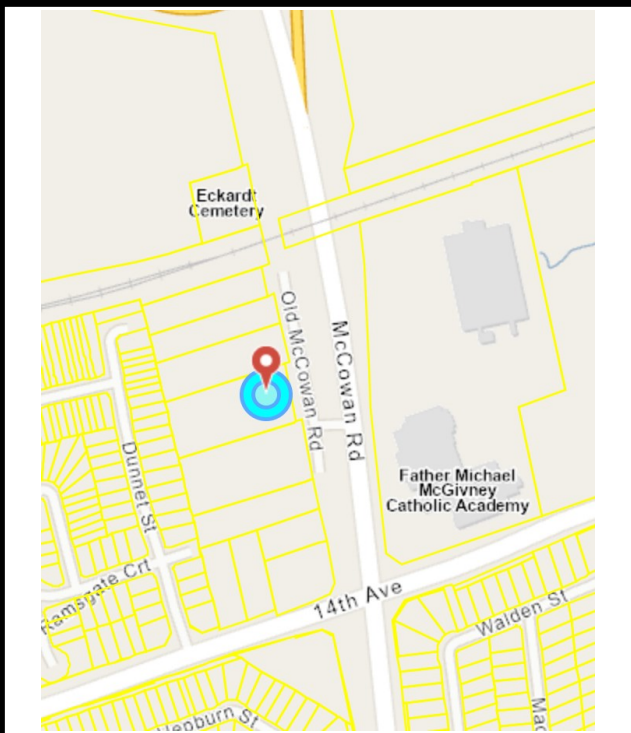 Eckardt
Cemetery
Old McCowan Rd
McCowan Rd
Dunnet St
Father Michael
McGivney
Catholic Academy
Ramsgate Crt
14th Ave
Walden St
Hepburn St